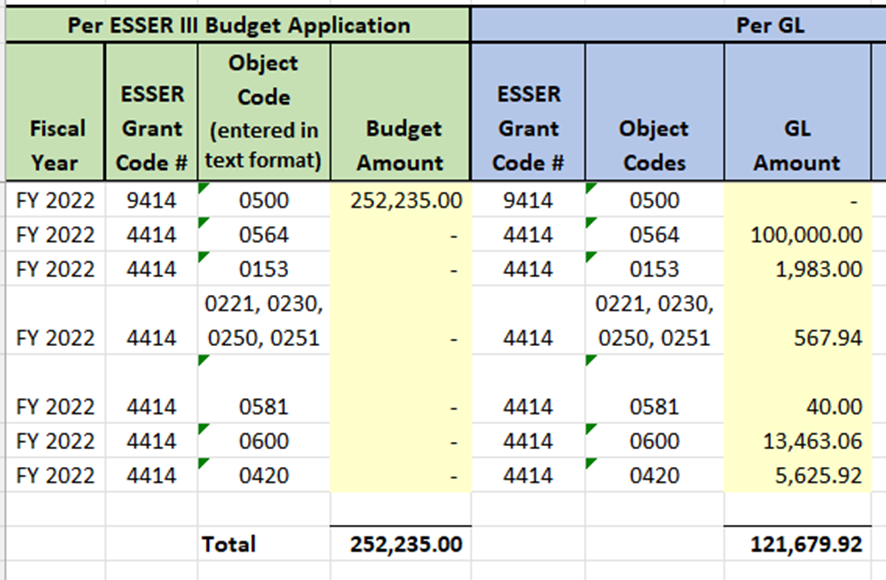 Per ESSER III Budget Application Per GL
Fiscal Year ESSER Grant Code # Object Code (entered in text format) Budget Amount ESSER Grant Code # Object Codes GL Amount
FY 2022 9414 0500 252,235.00 9414 0500 -
FY 2022 4414 0564 - 4414 0564 100,000.00
FY 2022 4414 0153 - 4414 0153 1,983.00
FY 2022 4414 0221, 0230, 0250, 0251 - 4414 0221, 0230, 0250, 0251 567.94
FY 2022 4414 0581 - 4414 0581 40.00
FY 2022 4414 0600 - 4414 0600 13,463.06
FY 2022 4414 0420 - 4414 0420 5,625.92
Total 252,235.00 121,679.92